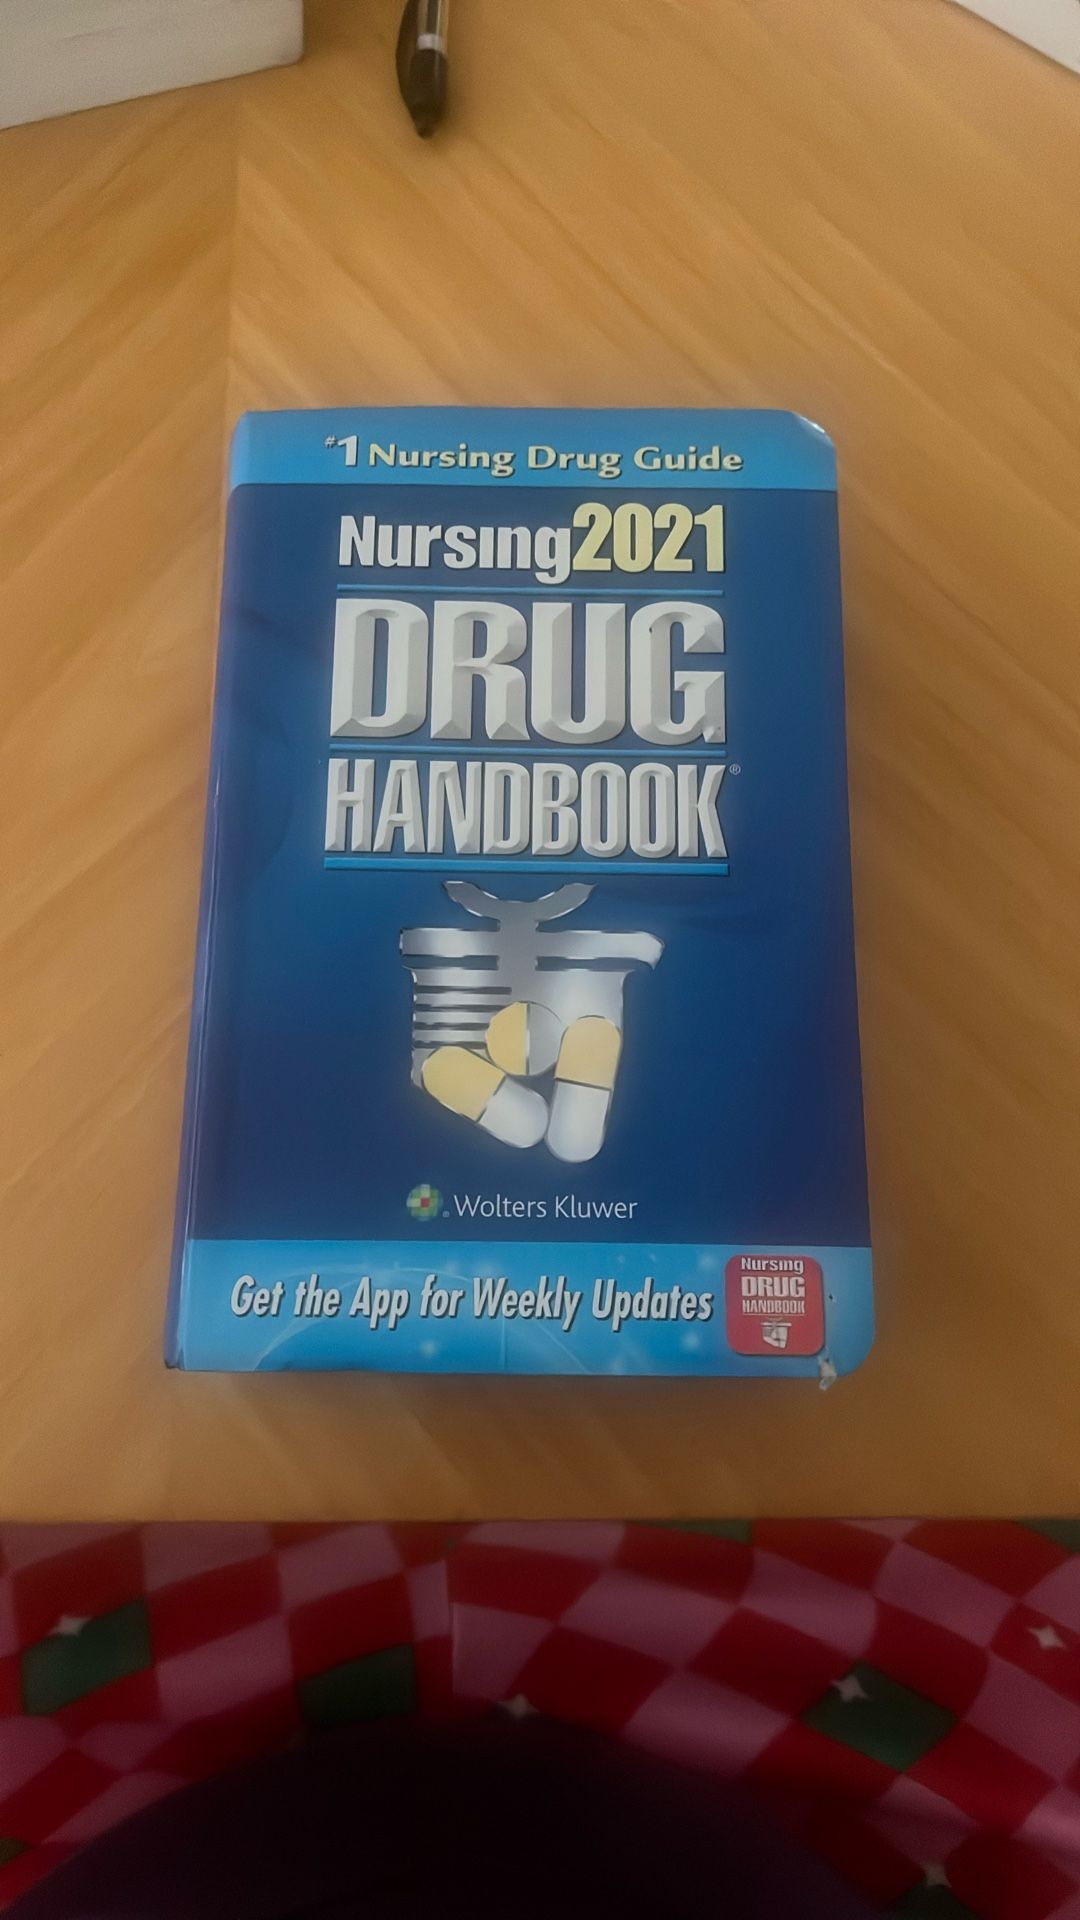 #1 Nursing Drug Guide
Nursing2021
DRUG
HANDBOOK®
Wolters Kluwer
Get the App for Weekly Updates
Nursing
DRUG
HANDBOOK